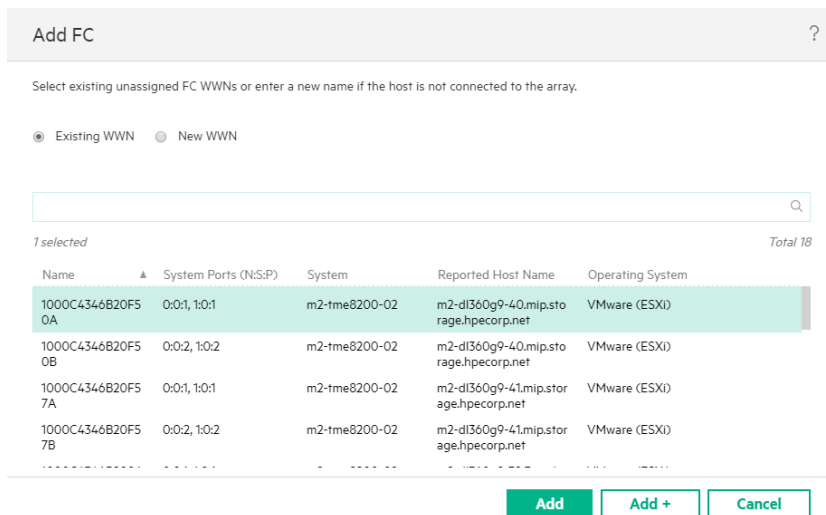 Add FC
?
Select existing unassigned FC WWNs or enter a new name if the host is not connected to the array.
Existing WWN New WWN
1 selected Total 18
Name System Ports (N:S:P) System Reported Host Name Operating System
1000C4346B20F5 0:0:1, 1:0:1 m2-tme8200-02 m2-dl360g9-40.mip.sto VMware (ESXi)
0A rage.hpecorp.net
1000C4346B20F5 0:0:2, 1:0:2 m2-tme8200-02 m2-dl360g9-40.mip.sto VMware (ESXi)
0B rage.hpecorp.net
1000C4346B20F5 0:0:1, 1:0:1 m2-tme8200-02 m2-dl360g9-41.mip.stor VMware (ESXi)
7A age.hpecorp.net
1000C4346B20F5 0:0:2, 1:0:2 m2-tme8200-02 m2-dl360g9-41.mip.stor VMware (ESXi)
7B age.hpecorp.net
Add Add + Cancel